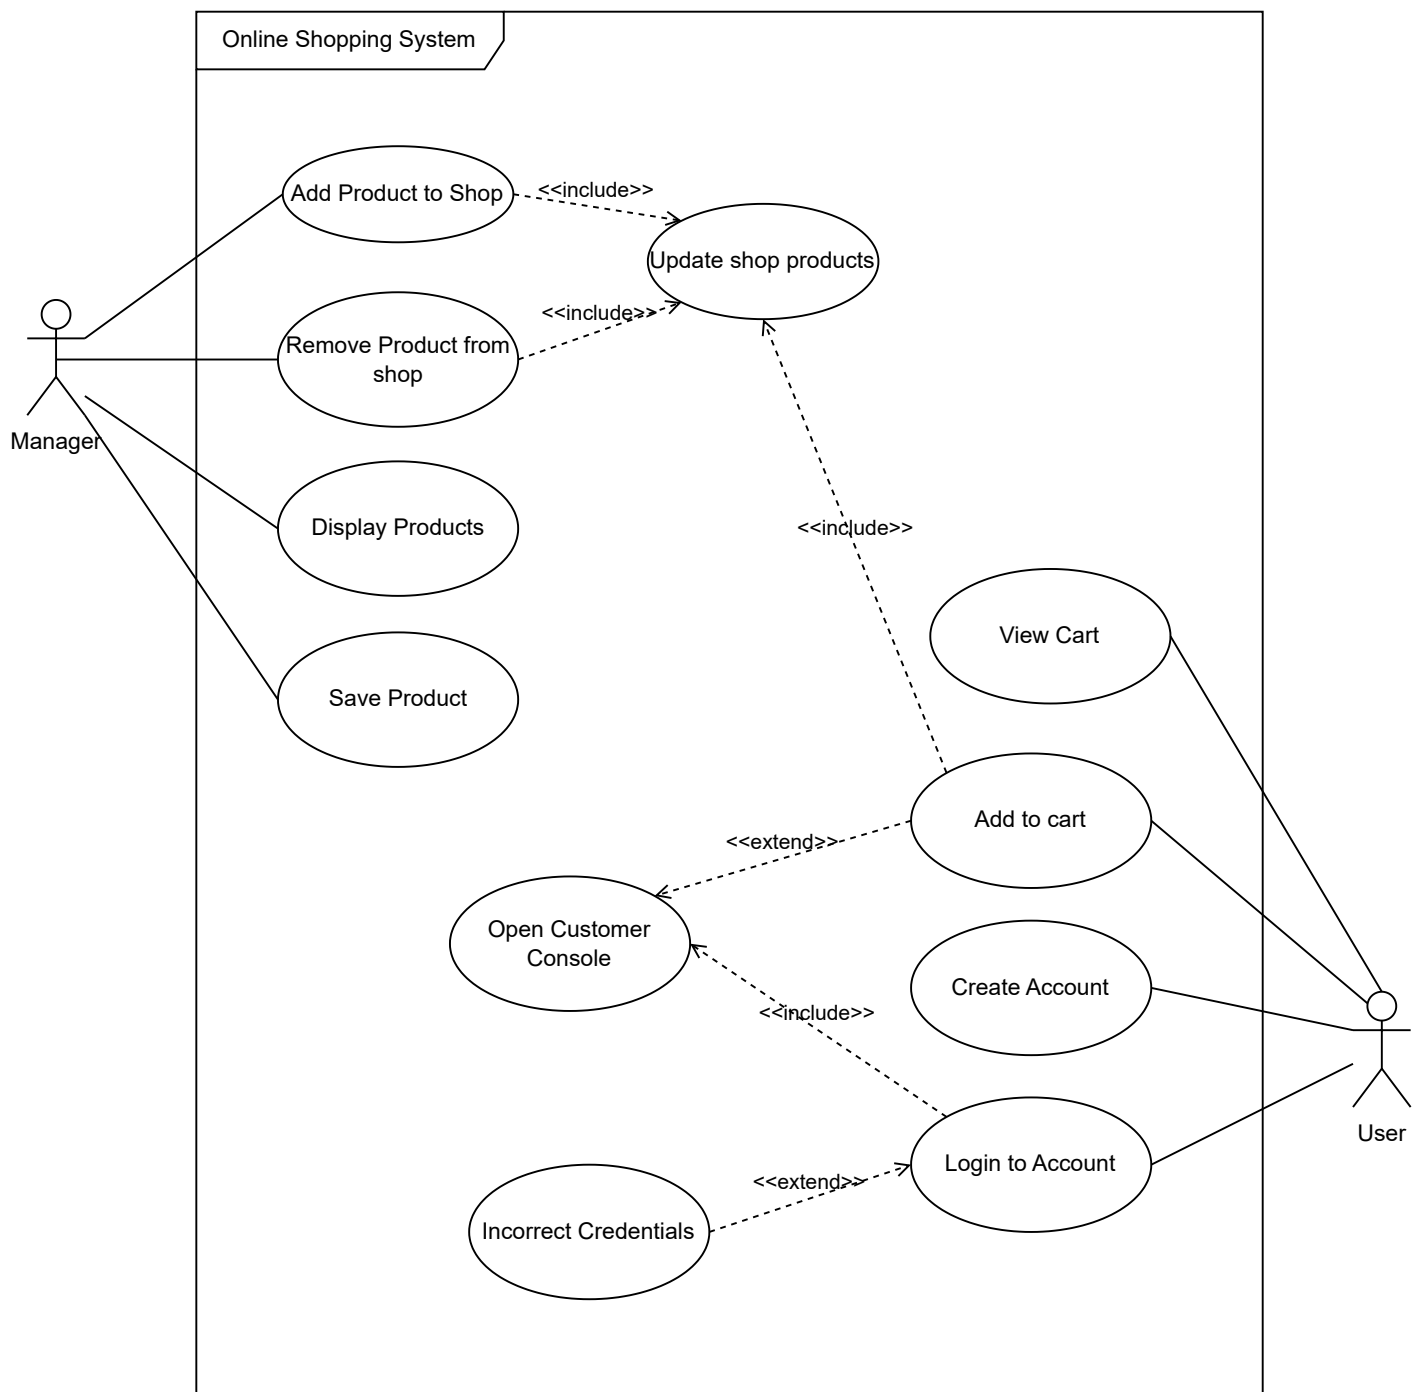 Online Shopping System
Add Product to Shop
<<include>>
Update shop products
Remove Product from
shop
<<include>>
Manager
Display Products
<<include>>
View Cart
Save Product
Add to cart
<<extend>>
Open Customer
Console
Create Account
<<include>>
User
Login to Account
<<extend>>
Incorrect Credentials